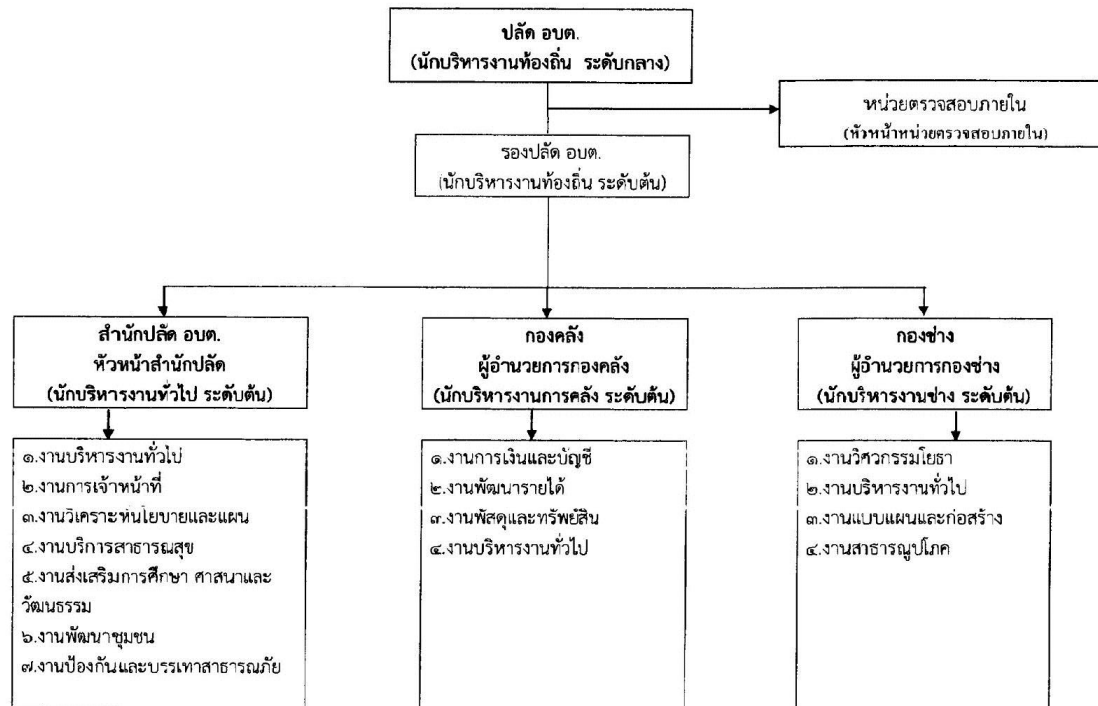 ปลัด อบต.
(นักบริหารงานท้องถิ่น ระดับกลาง)
หน่วยตรวจสอบภายใน
(หัวหน้าหน่วยตรวจสอบภายใน)
รองปลัด อบต.
(นักบริหารงานท้องถิ่น ระดับต้น)
สำนักปลัด อบต.
หัวหน้าสำนักปลัด
(นักบริหารงานทั่วไป ระดับต้น)
กองคลัง
ผู้อำนวยการกองคลัง
(นักบริหารงานการคลัง ระดับต้น)
กองช่าง
ผู้อำนวยการกองช่าง
(นักบริหารงานช่าง ระดับต้น)
๑.งานบริหารงานทั่วไป
๒.งานการเจ้าหน้าที่
๓.งานวิเคราะห์นโยบายและแผน
๔.งานบริการสาธารณสุข
๕.งานส่งเสริมการศึกษา ศาสนาและ
วัฒนธรรม
๖.งานพัฒนาชุมชน
๗.งานป้องกันและบรรเทาสาธารณภัย
๑.งานการเงินและบัญชี
๒.งานพัฒนารายได้
๓.งานพัสดุและทรัพย์สิน
๔.งานบริหารงานทั่วไป
๑.งานวิศวกรรมโยธา
๒.งานบริหารงานทั่วไป
๓.งานแบบแผนและก่อสร้าง
๔.งานสาธารณูปโภค